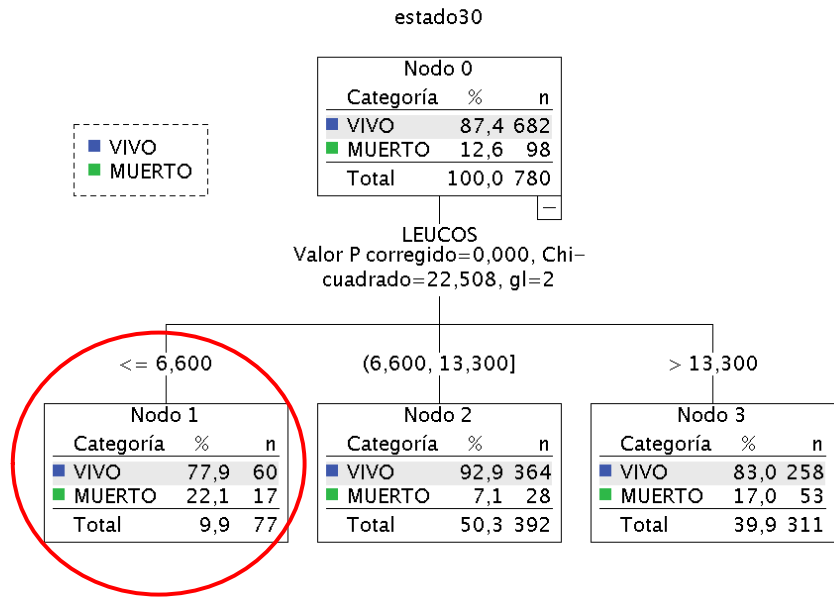 estado30
VIVO
MUERTO
Nodo 0
Categoría % n
VIVO 87,4 682
MUERTO 12,6 98
Total 100,0 780
LEUCOS
Valor P corregido=0,000, Chi-
cuadrado=22,508, gl=2
<= 6,600
(6,600, 13,300]
> 13,300
Nodo 1
Categoría % n
VIVO 77,9 60
MUERTO 22,1 17
Total 9,9 77
Nodo 2
Categoría % n
VIVO 92,9 364
MUERTO 7,1 28
Total 50,3 392
Nodo 3
Categoría % n
VIVO 83,0 258
MUERTO 17,0 53
Total 39,9 311